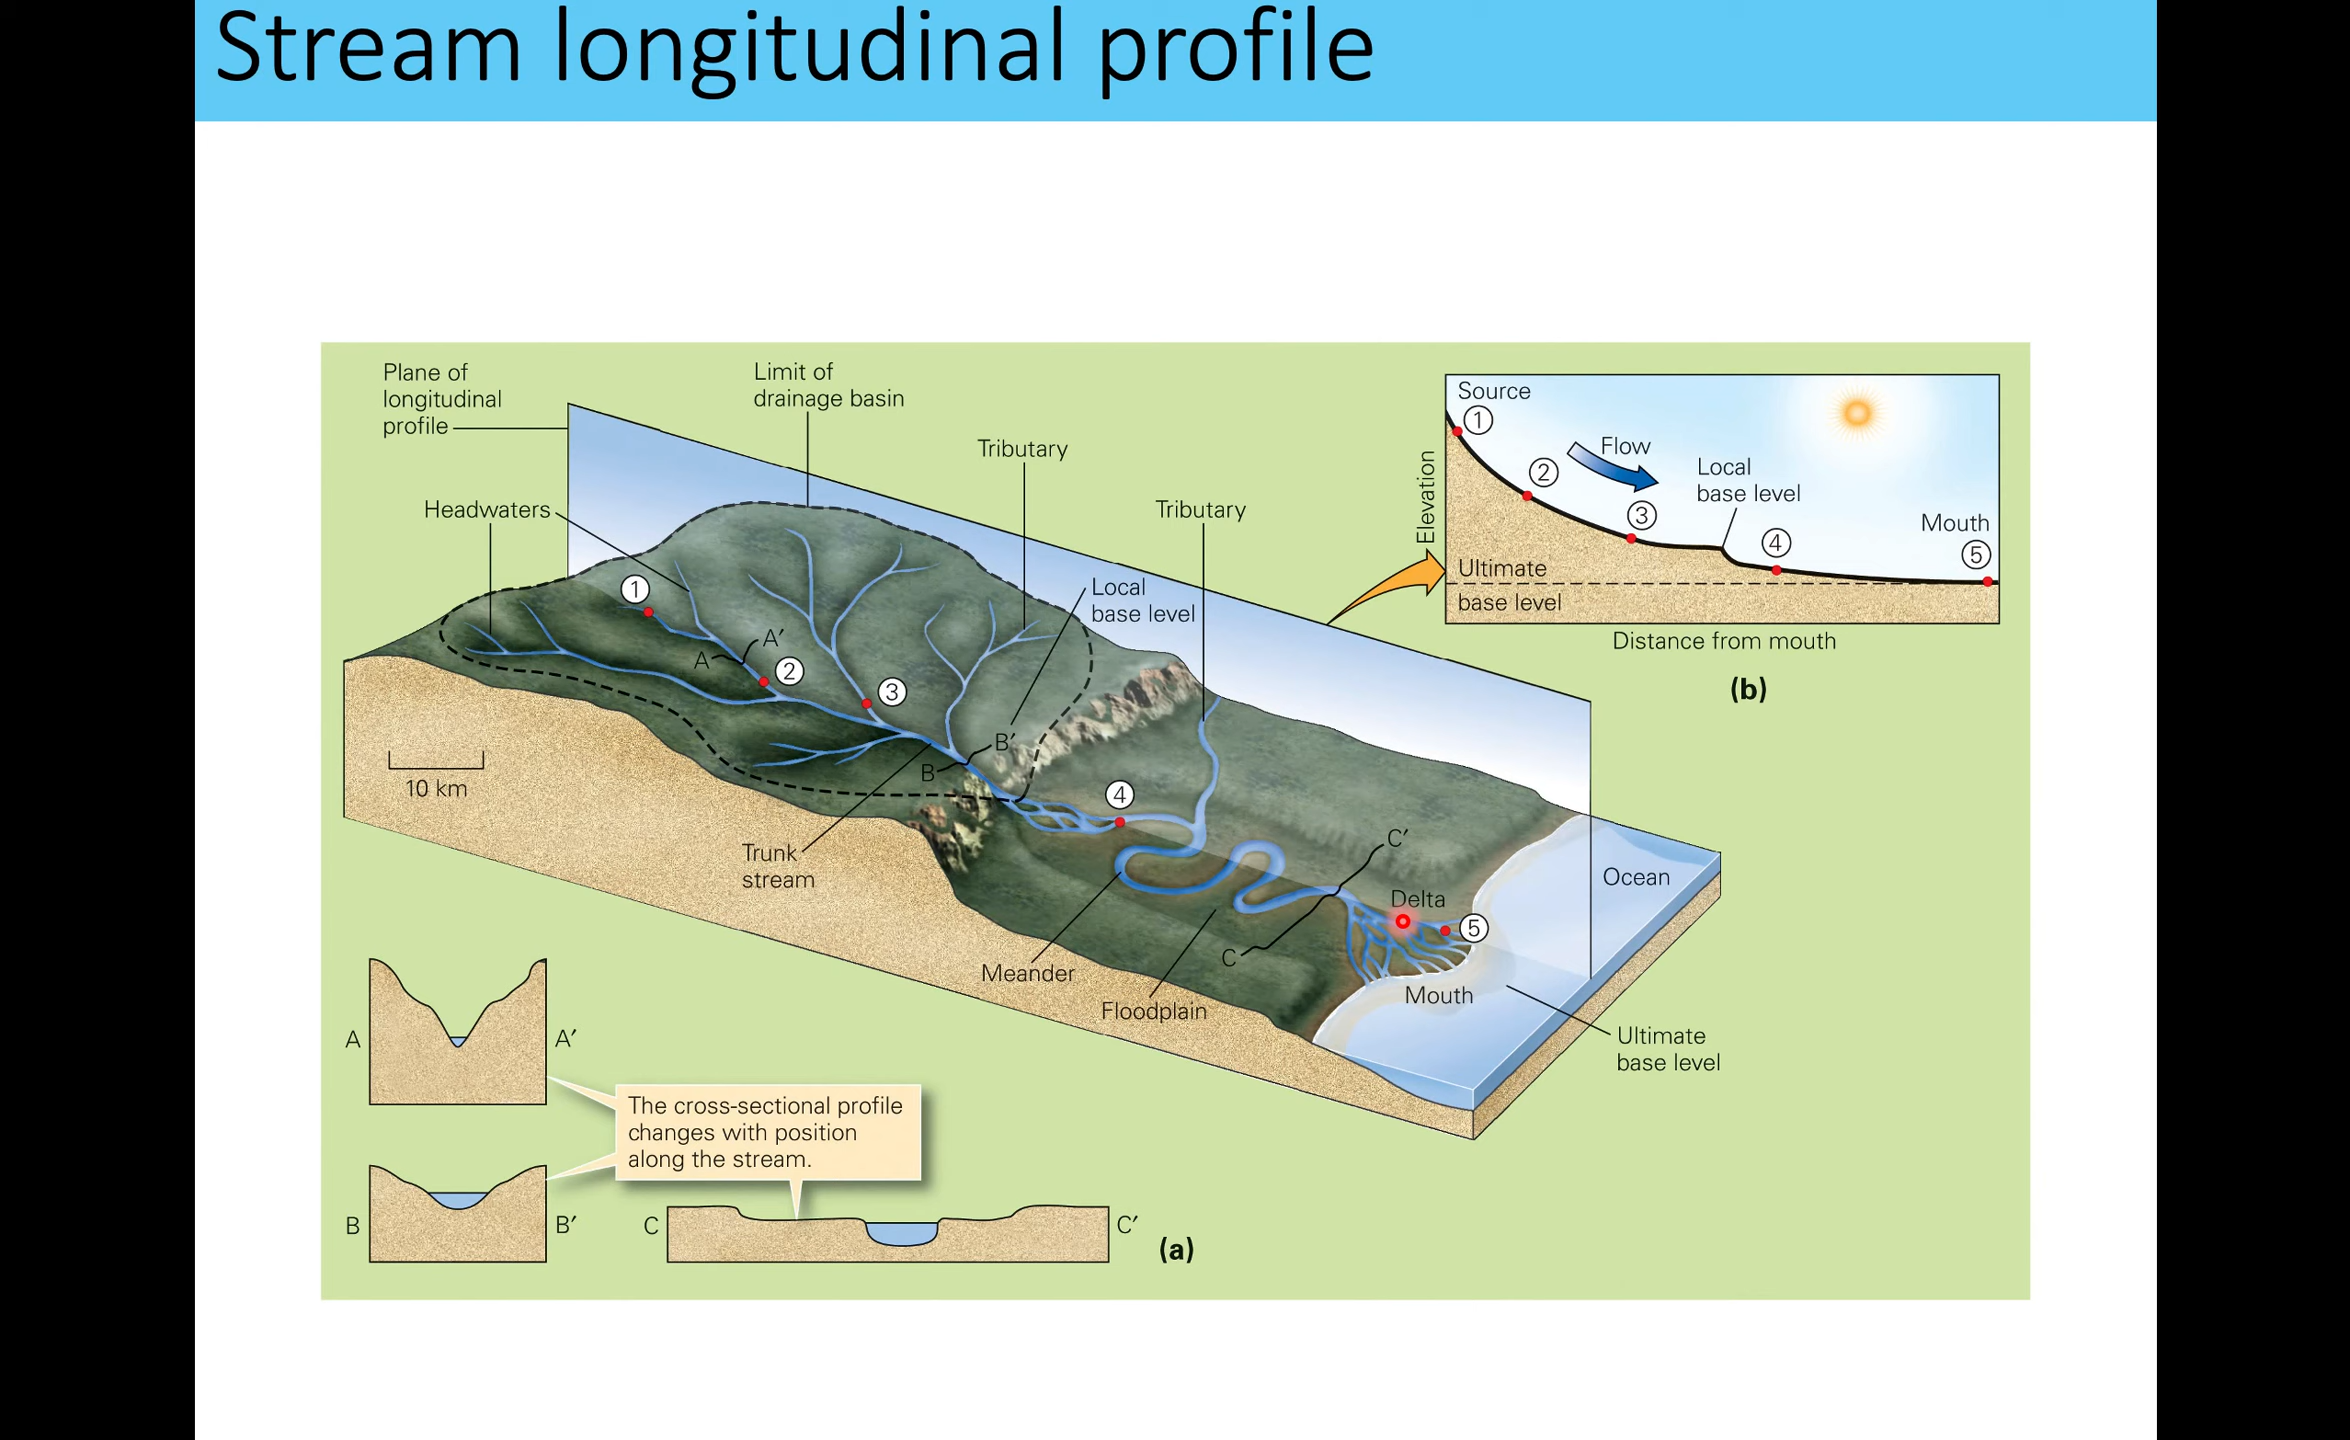 Stream longitudinal profile
Plane of
longitudinal
profile
Limit of
drainage basin
Tributary
Headwaters
Tributary
Local
base level
1
A
A′
2
3
B
B′
10 km
4
Trunk
stream
C′
C
Delta
5
Ocean
Meander
Floodplain
Mouth
Ultimate
base level
A
A′
The cross-sectional profile
changes with position
along the stream.
B
B′
C
C′
(a)
Source
1
Flow
2
Local
base level
3
4
Mouth
5
Elevation
Ultimate
base level
Distance from mouth
(b)